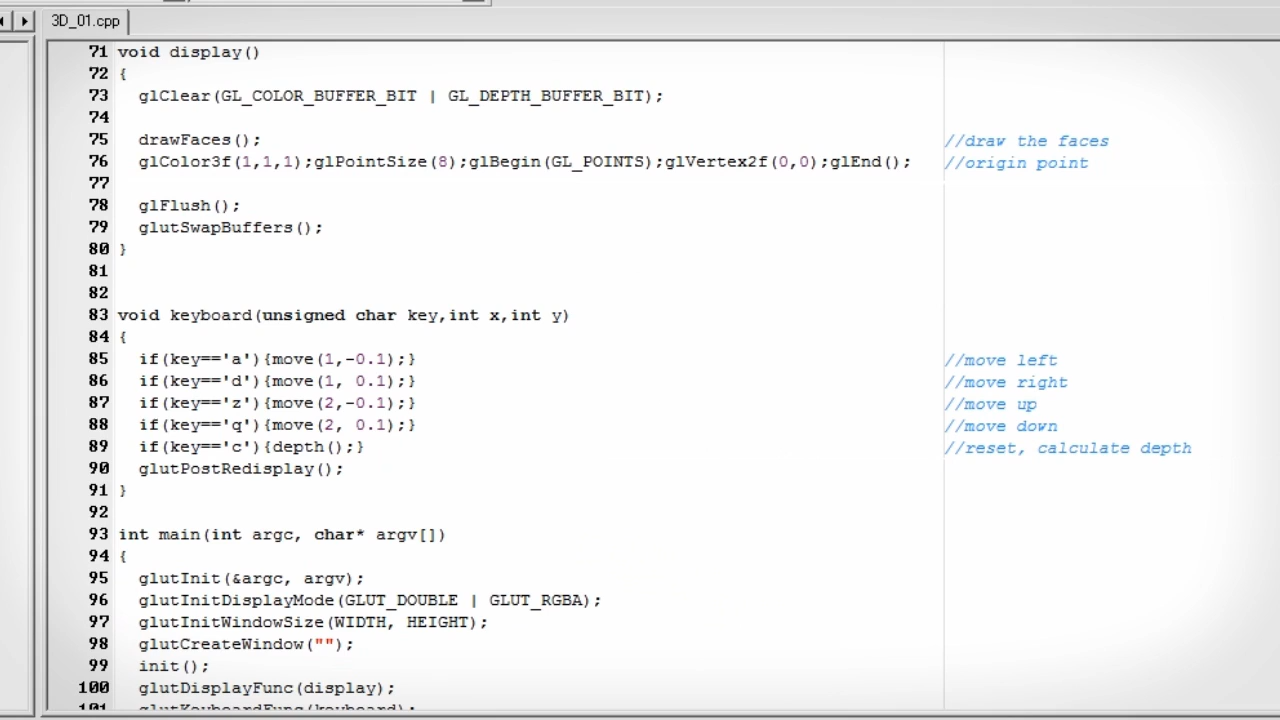 3D_01.cpp
71 void display()
72 {
73   glClear(GL_COLOR_BUFFER_BIT | GL_DEPTH_BUFFER_BIT);
74
75   drawFaces(); //draw the faces
76   glColor3f(1,1,1);glPointSize(8);glBegin(GL_POINTS);glVertex2f(0,0);glEnd(); //origin point
77
78   glFlush();
79   glutSwapBuffers();
80 }
81
82
83 void keyboard(unsigned char key,int x,int y)
84 {
85   if(key=='a'){move(1,-0.1);} //move left
86   if(key=='d'){move(1, 0.1);} //move right
87   if(key=='z'){move(2,-0.1);} //move up
88   if(key=='q'){move(2, 0.1);} //move down
89   if(key=='c'){depth();} //reset, calculate depth
90   glutPostRedisplay();
91 }
92
93 int main(int argc, char* argv[])
94 {
95   glutInit(&argc, argv);
96   glutInitDisplayMode(GLUT_DOUBLE | GLUT_RGBA);
97   glutInitWindowSize(WIDTH, HEIGHT);
98   glutCreateWindow("");
99   init();
100   glutDisplayFunc(display);
101   glutKeyboardFunc(keyboard);